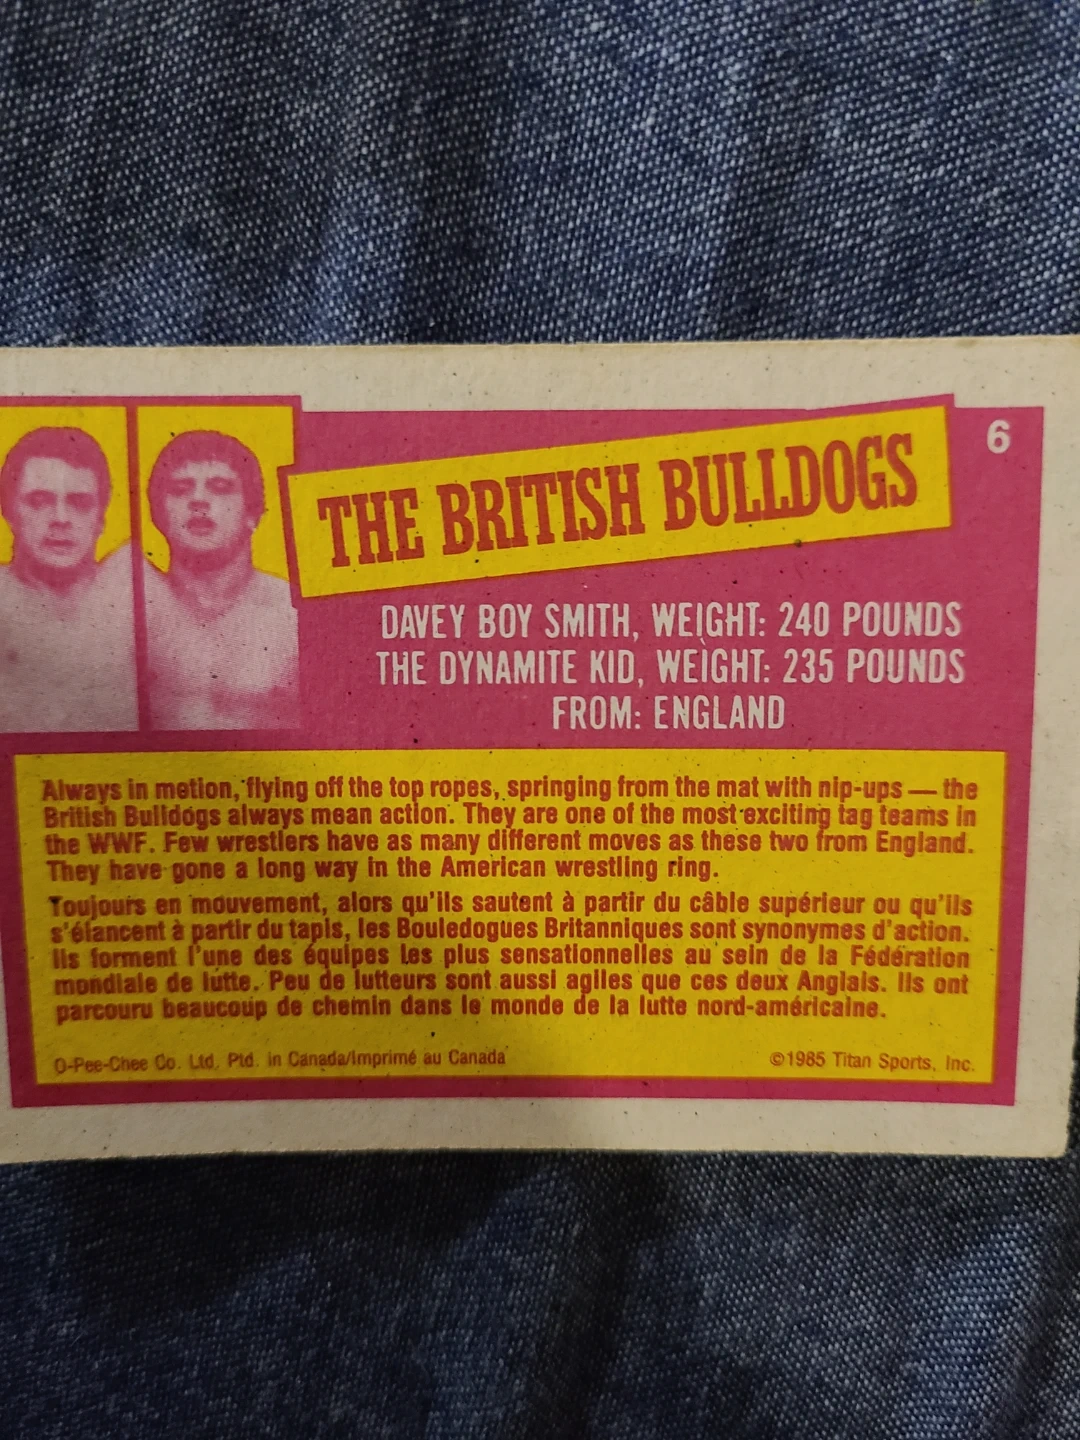 6
THE BRITISH BULLDOGS
DAVEY BOY SMITH, WEIGHT: 240 POUNDS
THE DYNAMITE KID, WEIGHT: 235 POUNDS
FROM: ENGLAND
Always in motion, flying off the top ropes, springing from the mat with nip-ups — the
British Bulldogs always mean action. They are one of the most exciting tag teams in
the WWF. Few wrestlers have as many different moves as these two from England.
They have gone a long way in the American wrestling ring.
Toujours en mouvement, alors qu'ils sautent à partir du câble supérieur ou qu'ils
s'élancent à partir du tapis, les Bouledogues Britanniques sont synonymes d'action.
Ils forment l'une des équipes les plus sensationnelles au sein de la Fédération
mondiale de lutte. Peu de lutteurs sont aussi agiles que ces deux Anglais. Ils ont
parcouru beaucoup de chemin dans le monde de la lutte nord-américaine.
O-Pee-Chee Co. Ltd. Ptd. in Canada/Imprimé au Canada
©1985 Titan Sports, Inc.